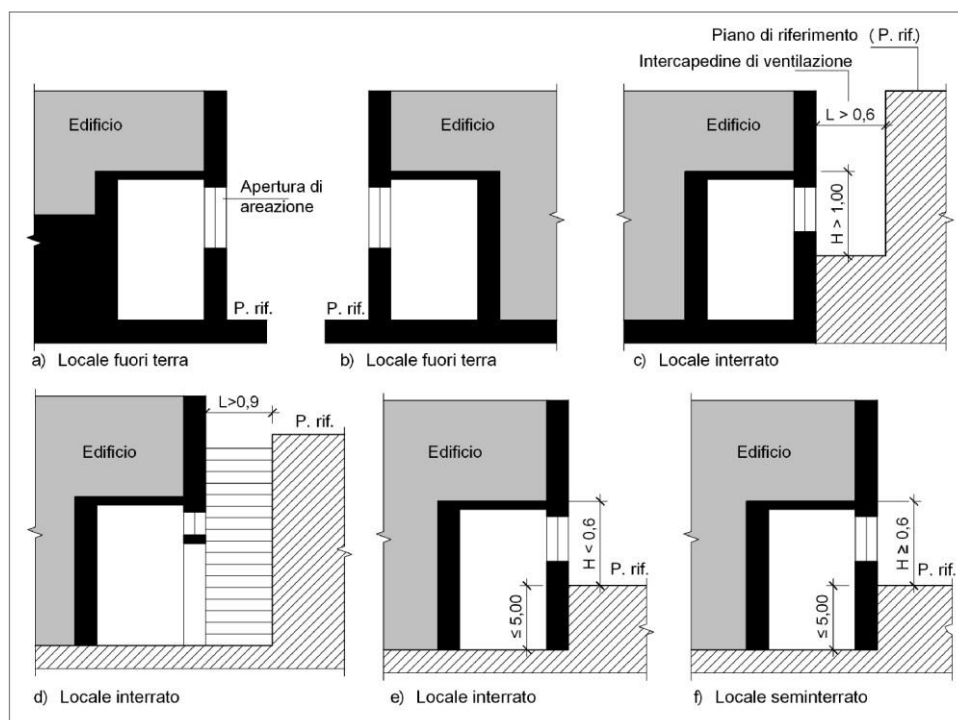 Piano di riferimento (P. rif.)
Intercapedine di ventilazione
Edificio
Apertura di
areazione
P. rif.
a) Locale fuori terra
Edificio
P. rif.
b) Locale fuori terra
Edificio
L > 0,6
H > 1,00
c) Locale interrato
L>0,9
P. rif.
Edificio
d) Locale interrato
Edificio
H < 0,6
P. rif.
≤ 5,00
e) Locale interrato
Edificio
H ≥ 0,6
P. rif.
≤ 5,00
f) Locale seminterrato